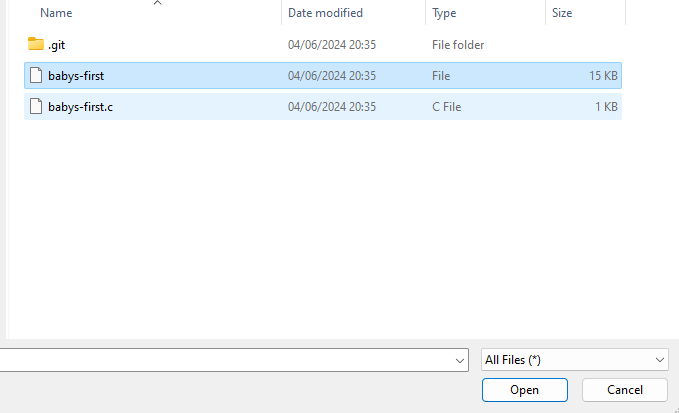 Name Date modified Type Size
.git 04/06/2024 20:35 File folder
babys-first 04/06/2024 20:35 File 15 KB
babys-first.c 04/06/2024 20:35 C File 1 KB
All Files (*)
Open Cancel